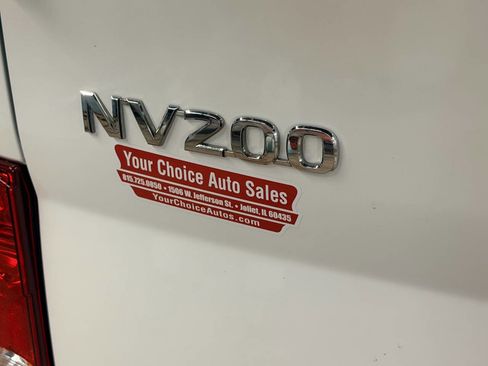 NV200
Your Choice Auto Sales
815.725.0850 • 1506 W. Jefferson St. • Joliet, IL 60435
YourChoiceAutos.com